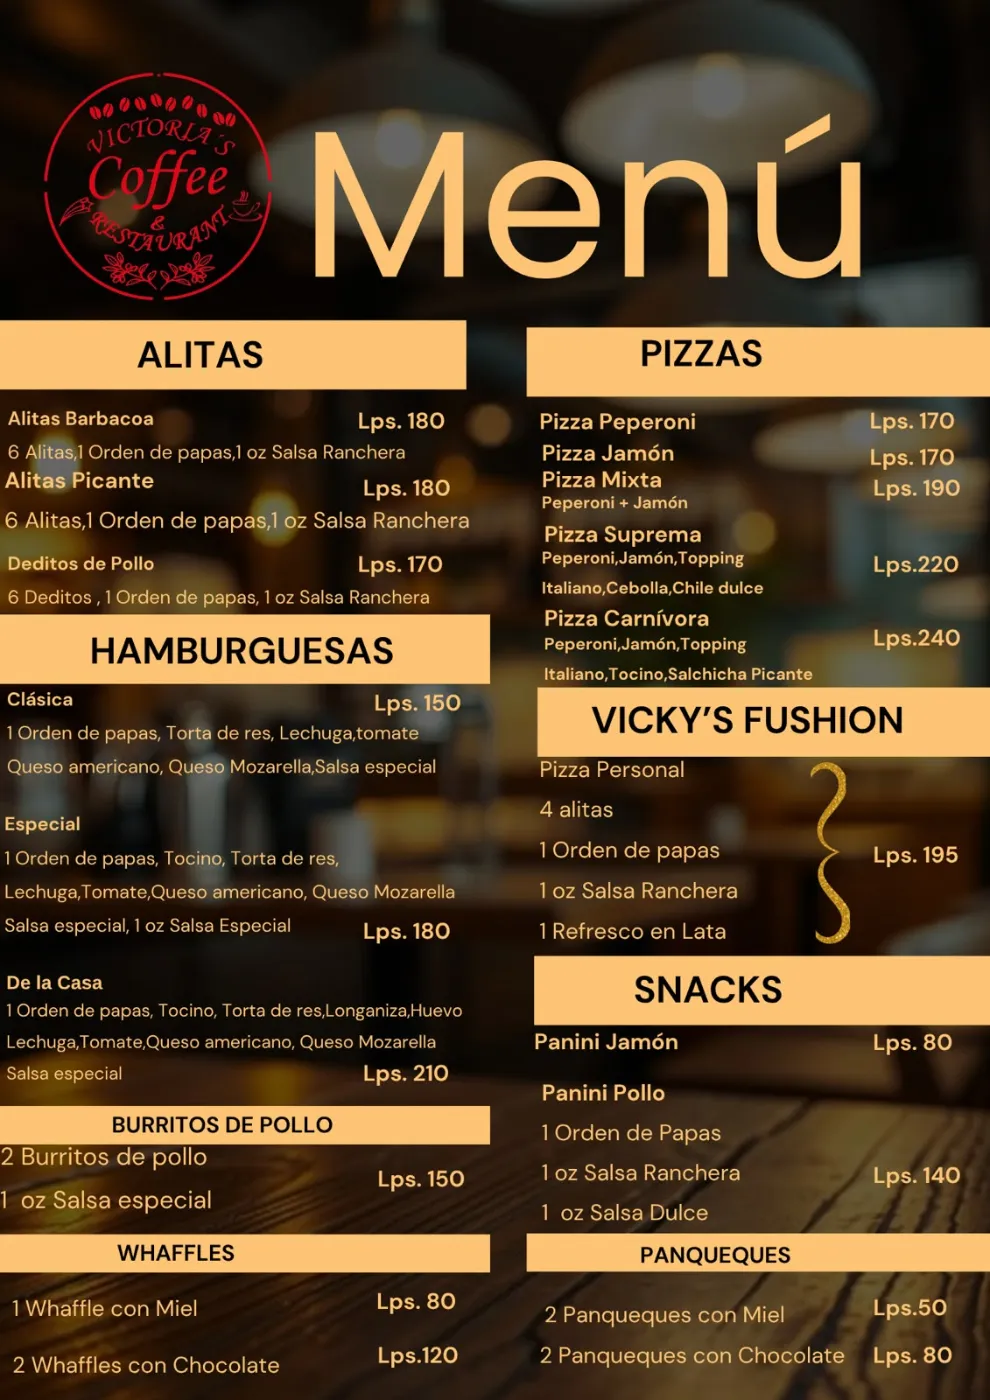 VICTORIA´S
Coffee
&
RESTAURANT
Menú
ALITAS
Alitas Barbacoa
Lps. 180
6 Alitas,1 Orden de papas,1 oz Salsa Ranchera
Alitas Picante
Lps. 180
6 Alitas,1 Orden de papas,1 oz Salsa Ranchera
Deditos de Pollo
Lps. 170
6 Deditos , 1 Orden de papas, 1 oz Salsa Ranchera
HAMBURGUESAS
Clásica
Lps. 150
1 Orden de papas, Torta de res, Lechuga,tomate
Queso americano, Queso Mozarella,Salsa especial
Especial
1 Orden de papas, Tocino, Torta de res,
Lechuga,Tomate,Queso americano, Queso Mozarella
Salsa especial, 1 oz Salsa Especial
Lps. 180
De la Casa
1 Orden de papas, Tocino, Torta de res,Longaniza,Huevo
Lechuga,Tomate,Queso americano, Queso Mozarella
Salsa especial
Lps. 210
BURRITOS DE POLLO
2 Burritos de pollo
Lps. 150
1 oz Salsa especial
WHAFFLES
1 Whaffle con Miel
Lps. 80
2 Whaffles con Chocolate
Lps.120
PIZZAS
Pizza Peperoni
Lps. 170
Pizza Jamón
Lps. 170
Pizza Mixta
Lps. 190
Peperoni + Jamón
Pizza Suprema
Peperoni,Jamón,Topping
Lps.220
Italiano,Cebolla,Chile dulce
Pizza Carnívora
Lps.240
Peperoni,Jamón,Topping
Italiano,Tocino,Salchicha Picante
VICKY’S FUSHION
Pizza Personal
4 alitas
1 Orden de papas
Lps. 195
1 oz Salsa Ranchera
1 Refresco en Lata
SNACKS
Panini Jamón
Lps. 80
Panini Pollo
1 Orden de Papas
1 oz Salsa Ranchera
Lps. 140
1 oz Salsa Dulce
PANQUEQUES
2 Panqueques con Miel
Lps.50
2 Panqueques con Chocolate
Lps. 80